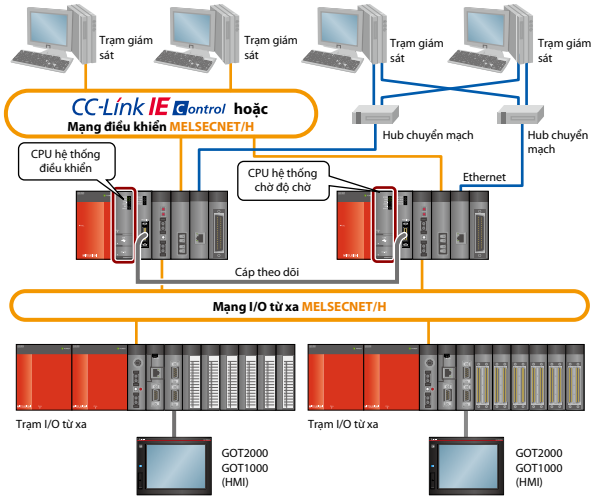 Trạm giám
sát
Trạm giám
sát
Trạm giám
sát
Trạm giám
sát
CC-Link IE Control hoặc
Mạng điều khiển MELSECNET/H
Hub chuyển mạch
Hub chuyển
mạch
CPU hệ thống
điều khiển
CPU hệ thống
chờ độ chờ
Ethernet
Cáp theo dõi
Mạng I/O từ xa MELSECNET/H
Trạm I/O từ xa
Trạm I/O từ xa
GOT2000
GOT1000
(HMI)
GOT2000
GOT1000
(HMI)